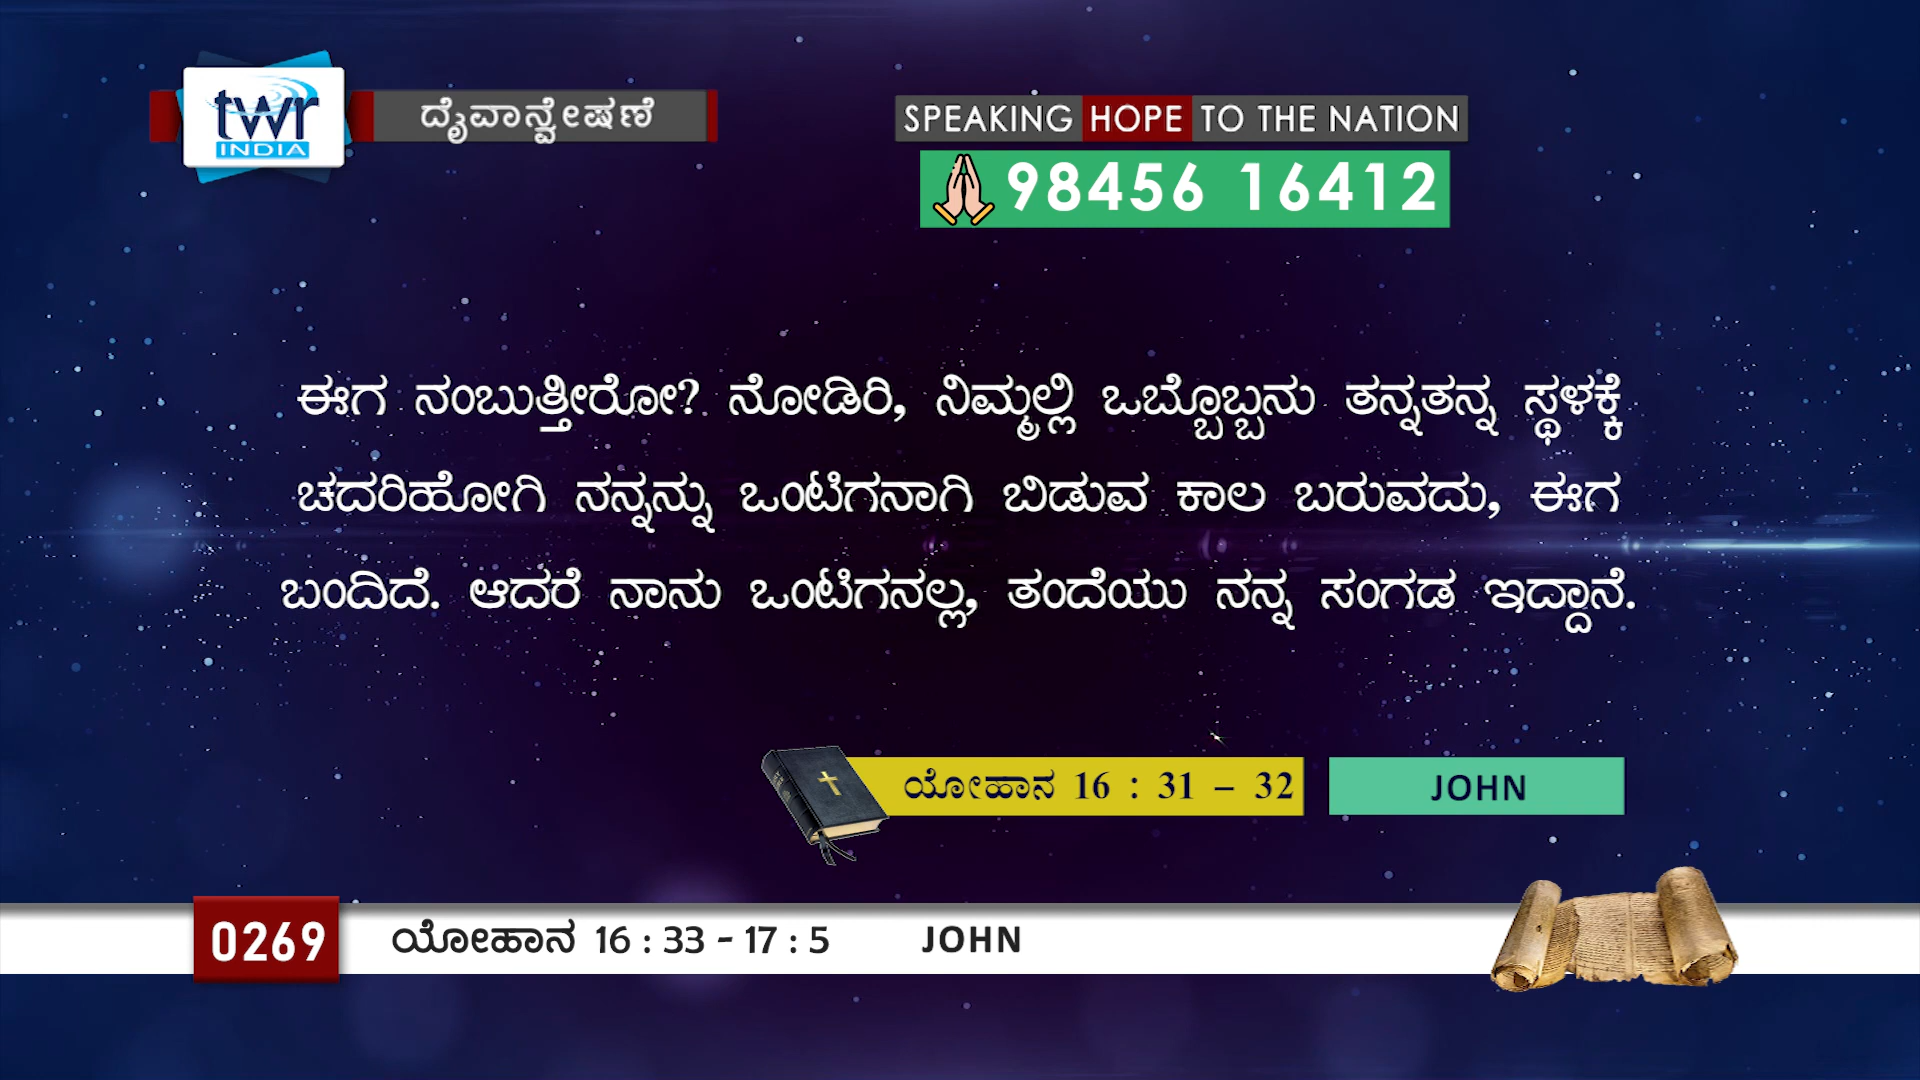 twr
INDIA
ದೈವಾನ್ವೇಷಣೆ
SPEAKING HOPE TO THE NATION
98456 16412
ಈಗ ನಂಬುತ್ತೀರೋ? ನೋಡಿರಿ, ನಿಮ್ಮಲ್ಲಿ ಒಬ್ಬೊಬ್ಬನು ತನ್ನತನ್ನ ಸ್ಥಳಕ್ಕೆ
ಚದರಿಹೋಗಿ ನನ್ನನ್ನು ಒಂಟಿಗನಾಗಿ ಬಿಡುವ ಕಾಲ ಬರುವದು, ಈಗ
ಬಂದಿದೆ. ಆದರೆ ನಾನು ಒಂಟಿಗನಲ್ಲ, ತಂದೆಯು ನನ್ನ ಸಂಗಡ ಇದ್ದಾನೆ.
ಯೋಹಾನ 16 : 31 – 32 JOHN
0269 ಯೋಹಾನ 16 : 33 - 17 : 5 JOHN